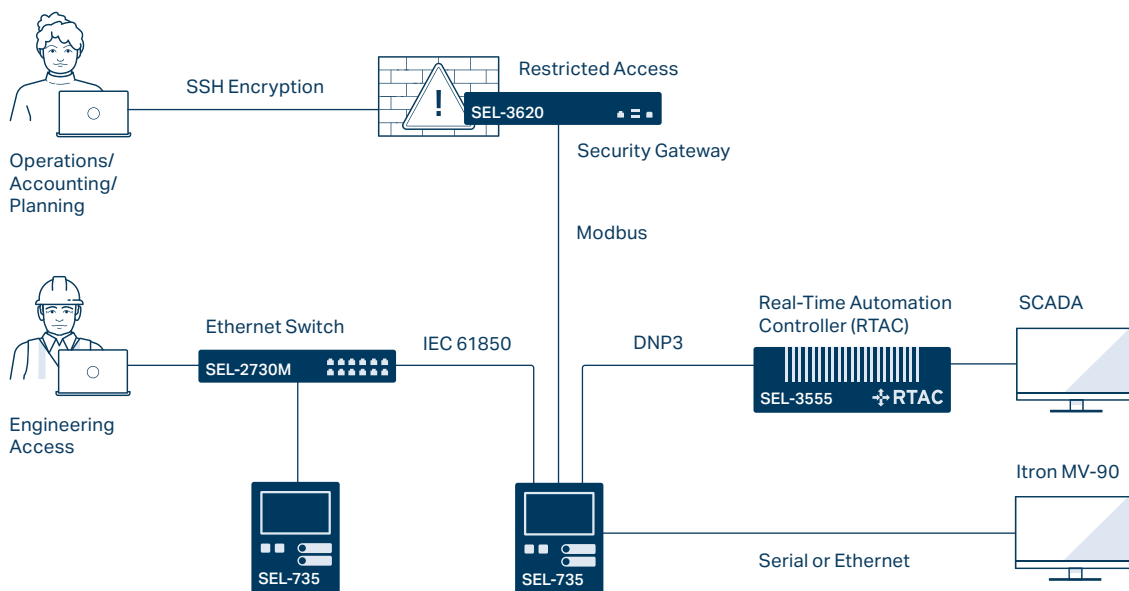 SSH Encryption
Restricted Access
!
SEL-3620
Security Gateway
Operations/
Accounting/
Planning
Modbus
Ethernet Switch
SEL-2730M
IEC 61850
DNP3
Real-Time Automation
Controller (RTAC)
SEL-3555
RTAC
SCADA
Engineering
Access
SEL-735
SEL-735
Serial or Ethernet
Itron MV-90